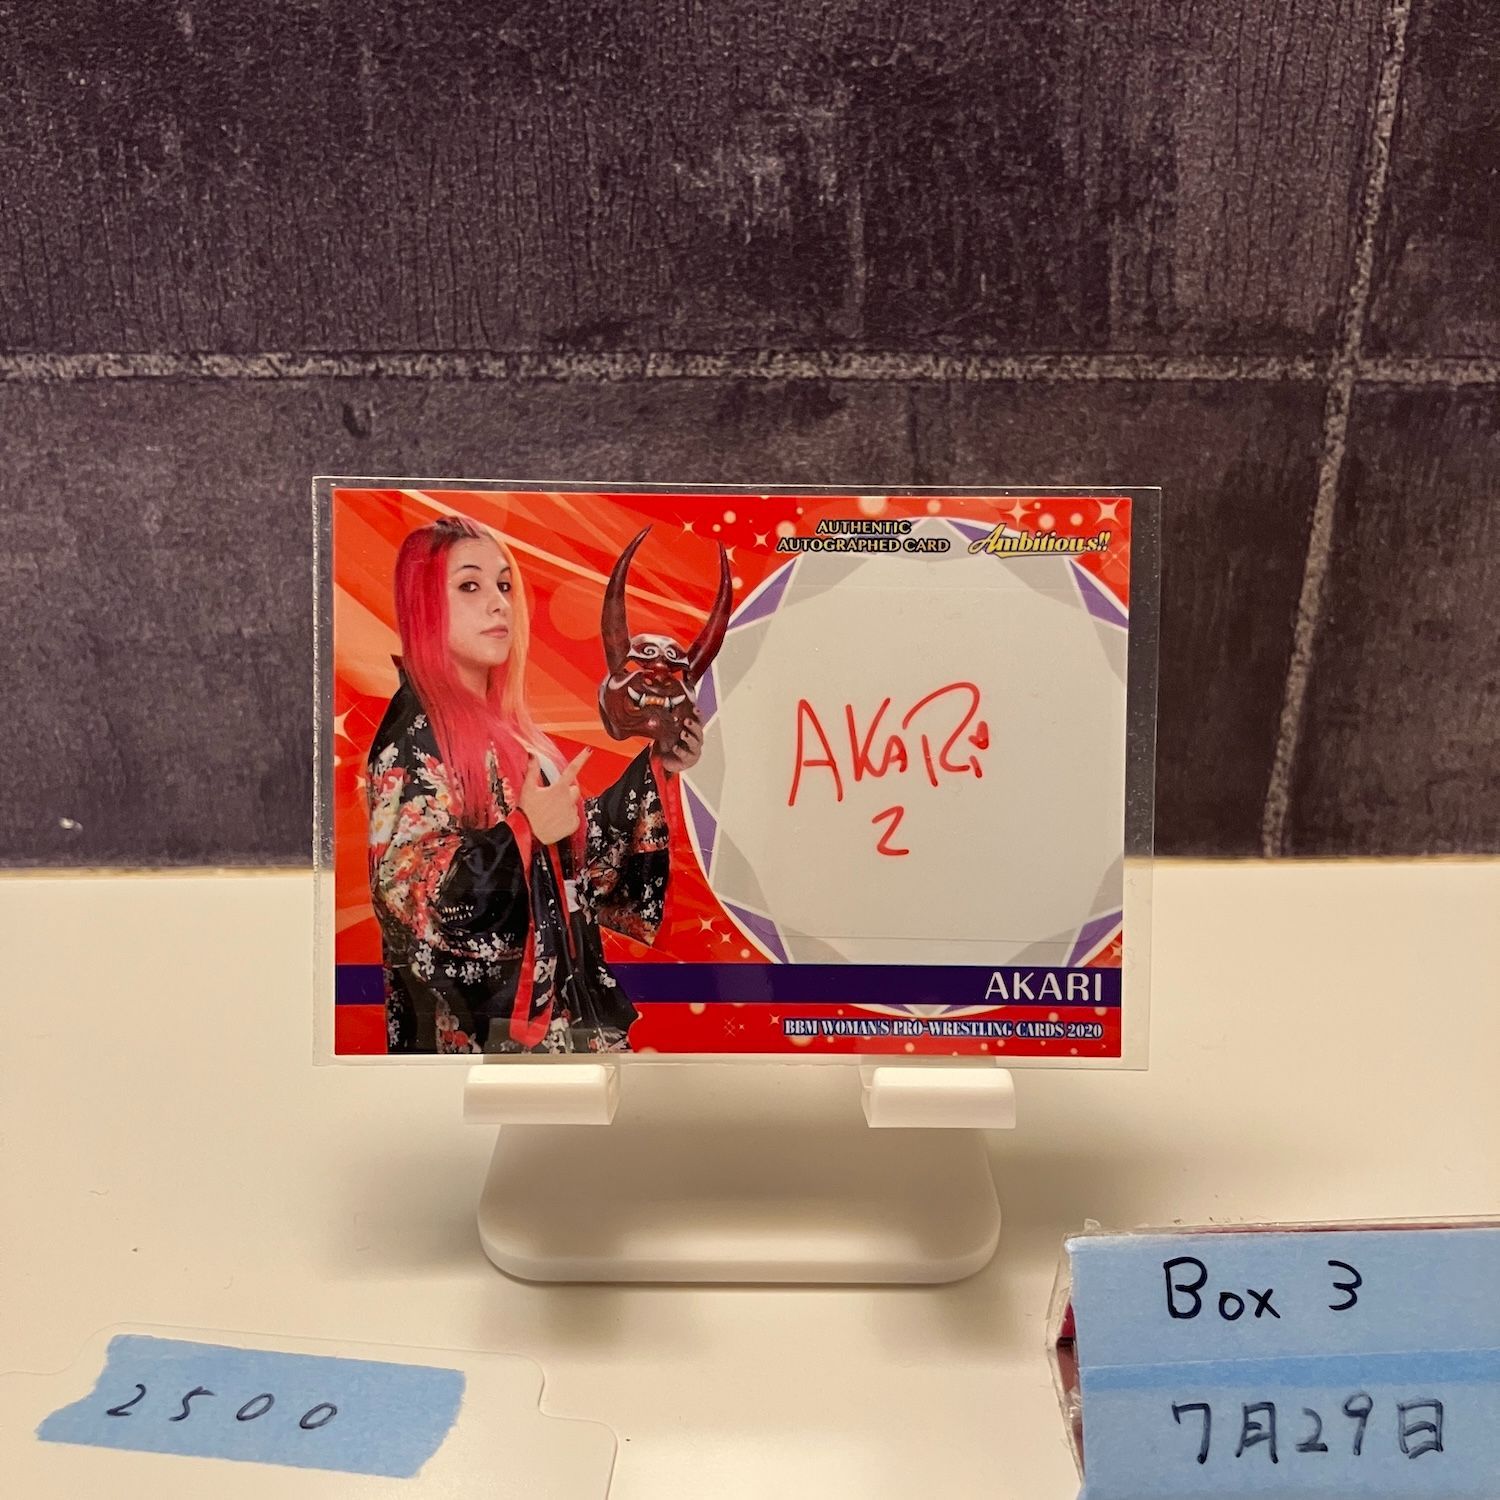 AUTHENTIC
AUTOGRAPHED CARD
Ambitious!!
AKARi
2
AKARI
BBM WOMAN'S PRO-WRESTLING CARDS 2020
Box 3
7月29日
2500